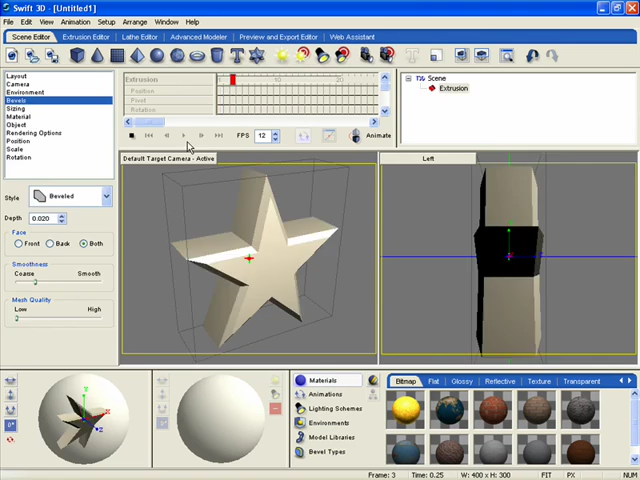 Swift 3D - [Untitled1]
File Edit View Animation Setup Arrange Window Help
Scene Editor Extrusion Editor Lathe Editor Advanced Modeler Preview and Export Editor Web Assistant
Layout
Camera
Environment
Bevels
Sizing
Material
Object
Rendering Options
Position
Scale
Rotation
Style Beveled
Depth 0.020
Face
Front Back Both
Smoothness
Coarse Smooth
Mesh Quality
Low High
Extrusion
Position
Pivot
Rotation
10 20
FPS 12 Animate
Scene
Extrusion
Default Target Camera - Active
Left
Materials
Animations
Lighting Schemes
Environments
Model Libraries
Bevel Types
Bitmap Flat Glossy Reflective Texture Transparent
Frame: 3 Time: 0.25 W: 400 x H: 300 FIT PX NUM